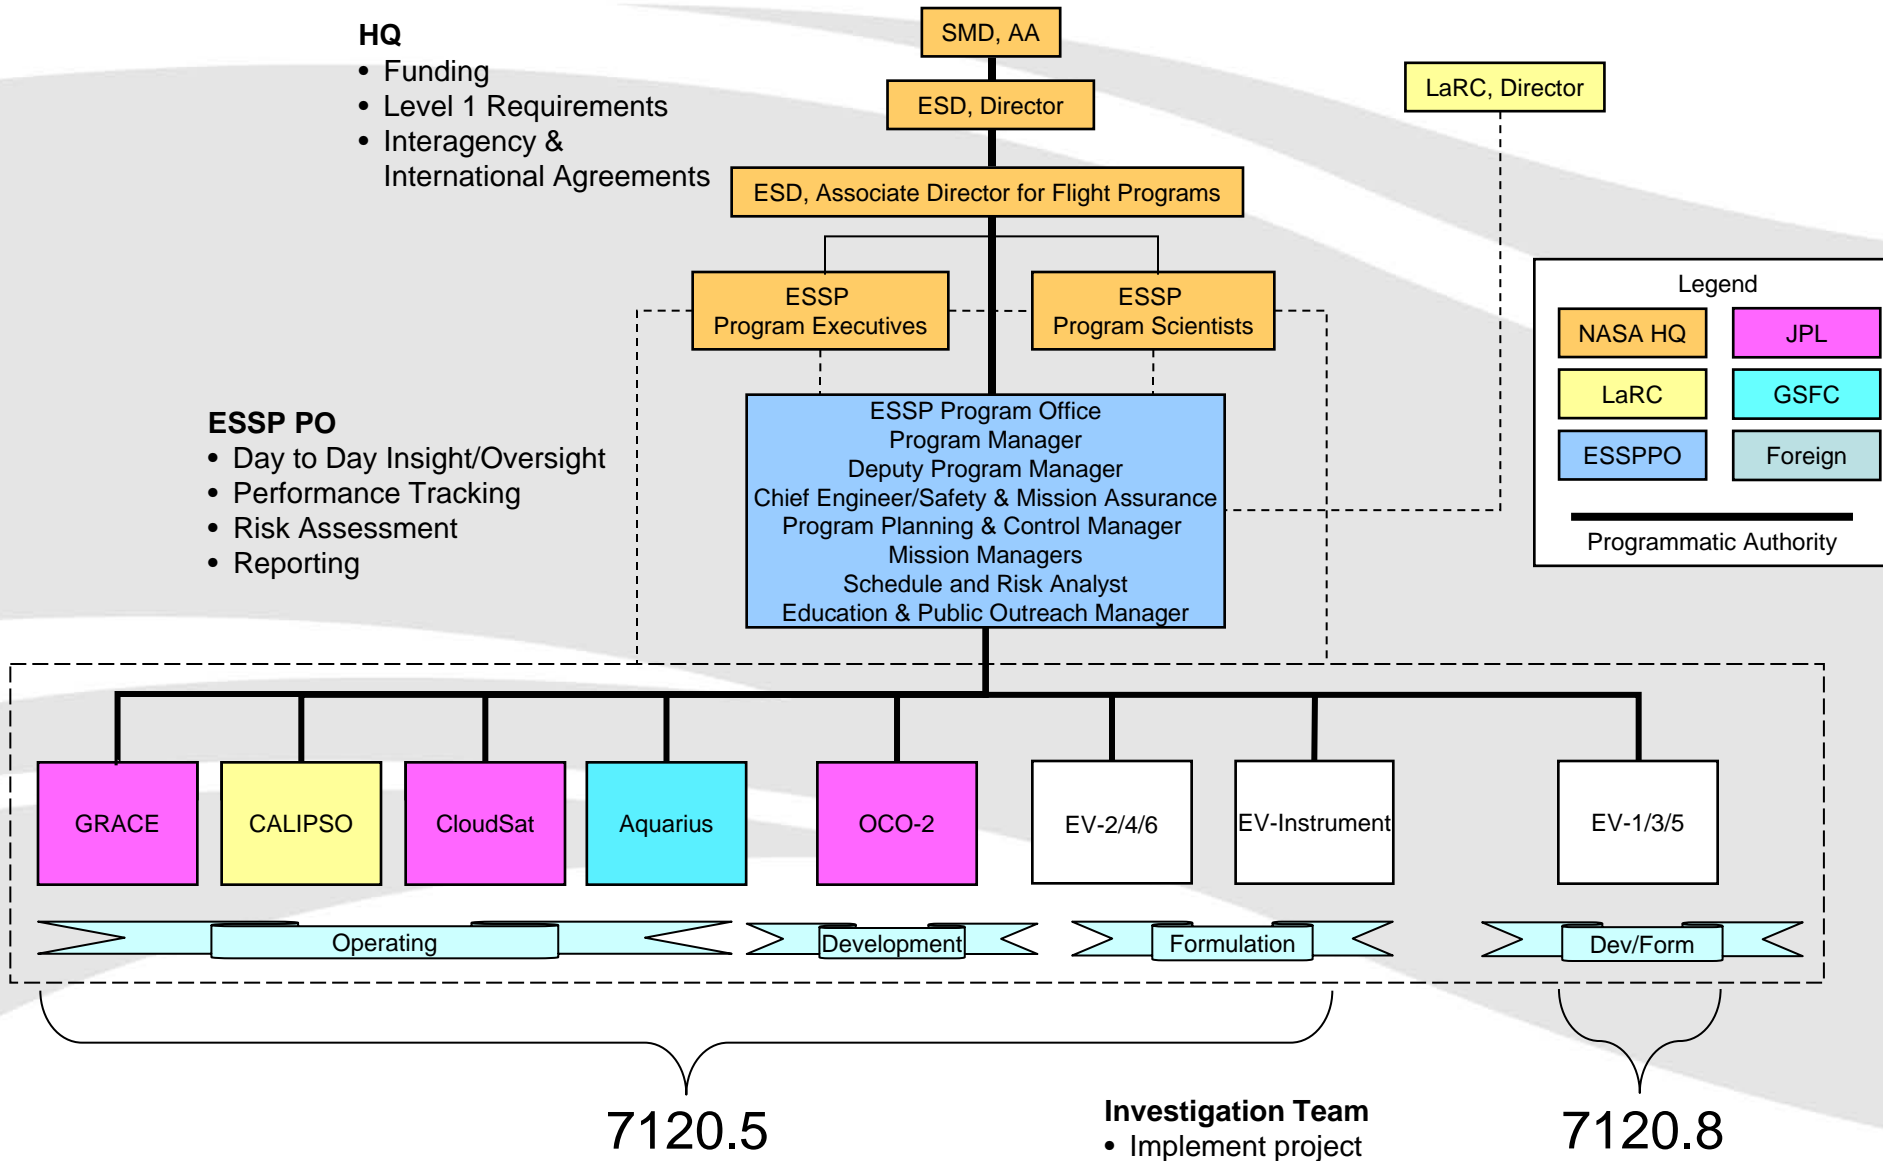 HQ
• Funding
• Level 1 Requirements
• Interagency &
International Agreements
SMD, AA
ESD, Director
ESD, Associate Director for Flight Programs
LaRC, Director
ESSP
Program Executives
ESSP
Program Scientists
Legend
NASA HQ
JPL
LaRC
GSFC
ESSPPO
Foreign
Programmatic Authority
ESSP PO
• Day to Day Insight/Oversight
• Performance Tracking
• Risk Assessment
• Reporting
ESSP Program Office
Program Manager
Deputy Program Manager
Chief Engineer/Safety & Mission Assurance
Program Planning & Control Manager
Mission Managers
Schedule and Risk Analyst
Education & Public Outreach Manager
GRACE
CALIPSO
CloudSat
Aquarius
OCO-2
EV-2/4/6
EV-Instrument
EV-1/3/5
Operating
Development
Formulation
Dev/Form
7120.5
Investigation Team
• Implement project
7120.8